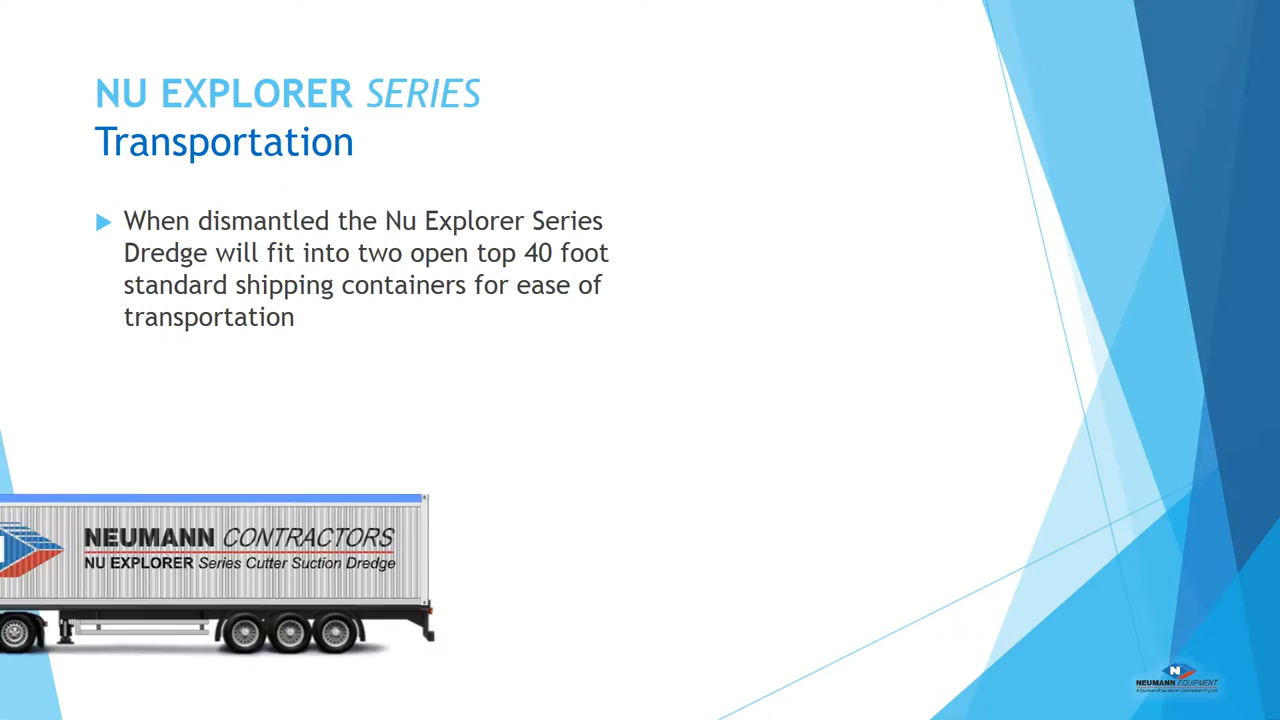 NU EXPLORER SERIES
Transportation
When dismantled the Nu Explorer Series
Dredge will fit into two open top 40 foot
standard shipping containers for ease of
transportation
NEUMANN CONTRACTORS
NU EXPLORER Series Cutter Suction Dredge
N
NEUMANN EQUIPMENT